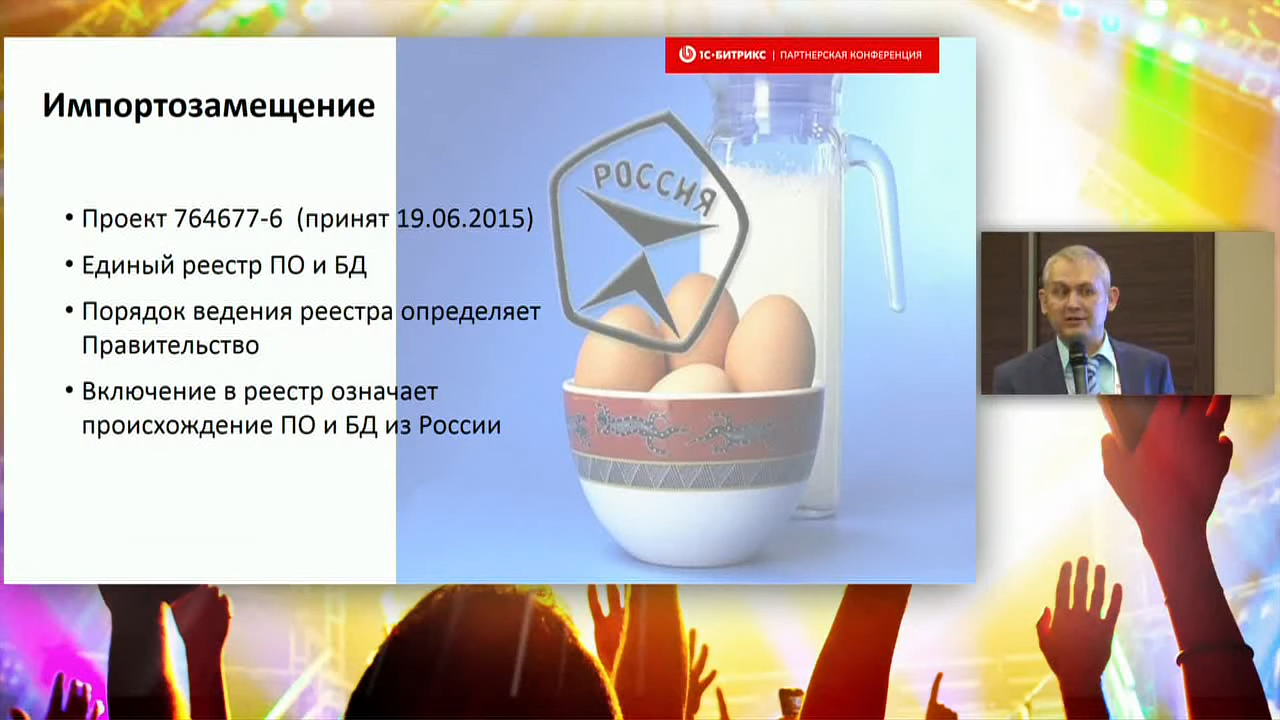 1С-БИТРИКС | ПАРТНЕРСКАЯ КОНФЕРЕНЦИЯ
Импортозамещение
РОССИЯ
• Проект 764677-6 (принят 19.06.2015)
• Единый реестр ПО и БД
• Порядок ведения реестра определяет
Правительство
• Включение в реестр означает
происхождение ПО и БД из России